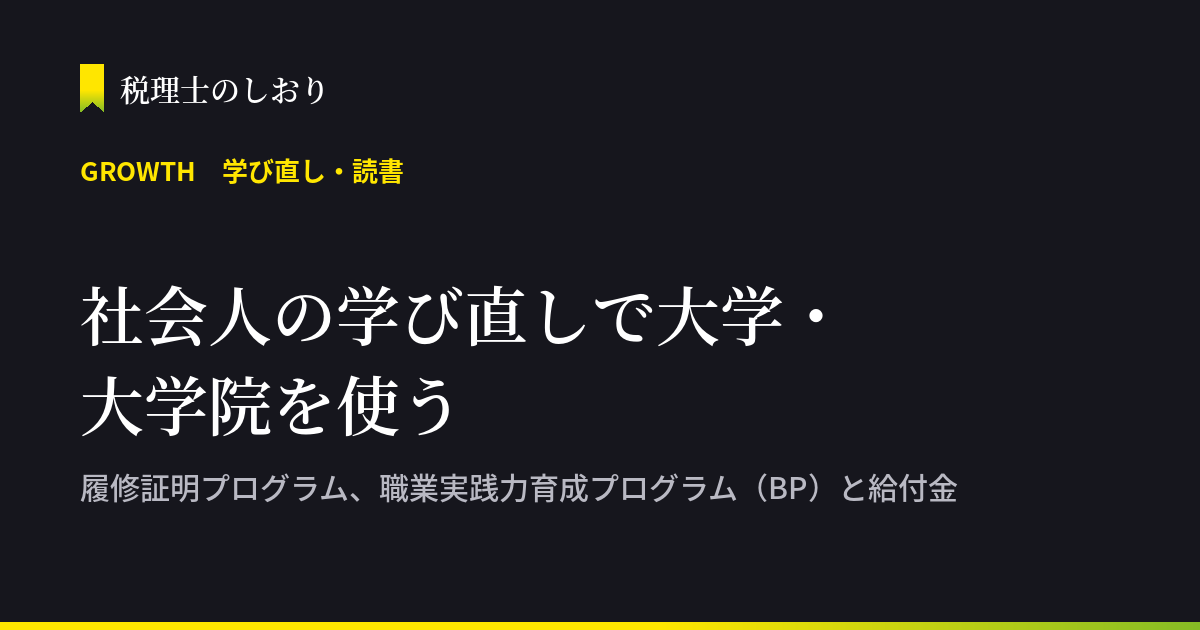 税理士のしおり
GROWTH 学び直し・読書
社会人の学び直しで大学・
大学院を使う
履修証明プログラム、職業実践力育成プログラム（BP）と給付金